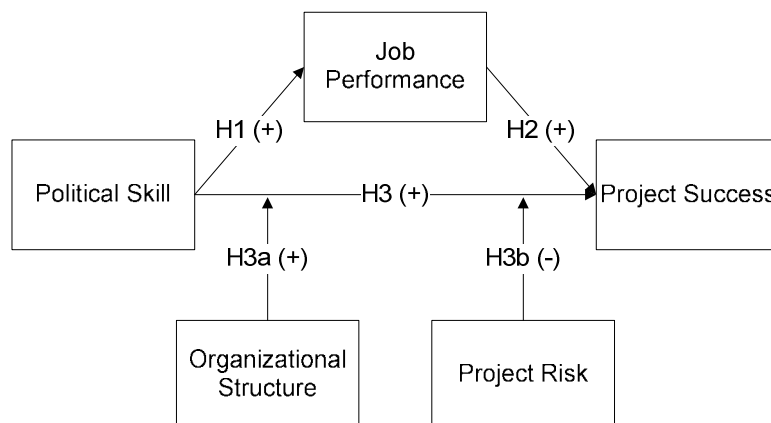 Job
Performance
H1 (+)
H2 (+)
Political Skill
H3 (+)
Project Success
H3a (+)
H3b (-)
Organizational
Structure
Project Risk